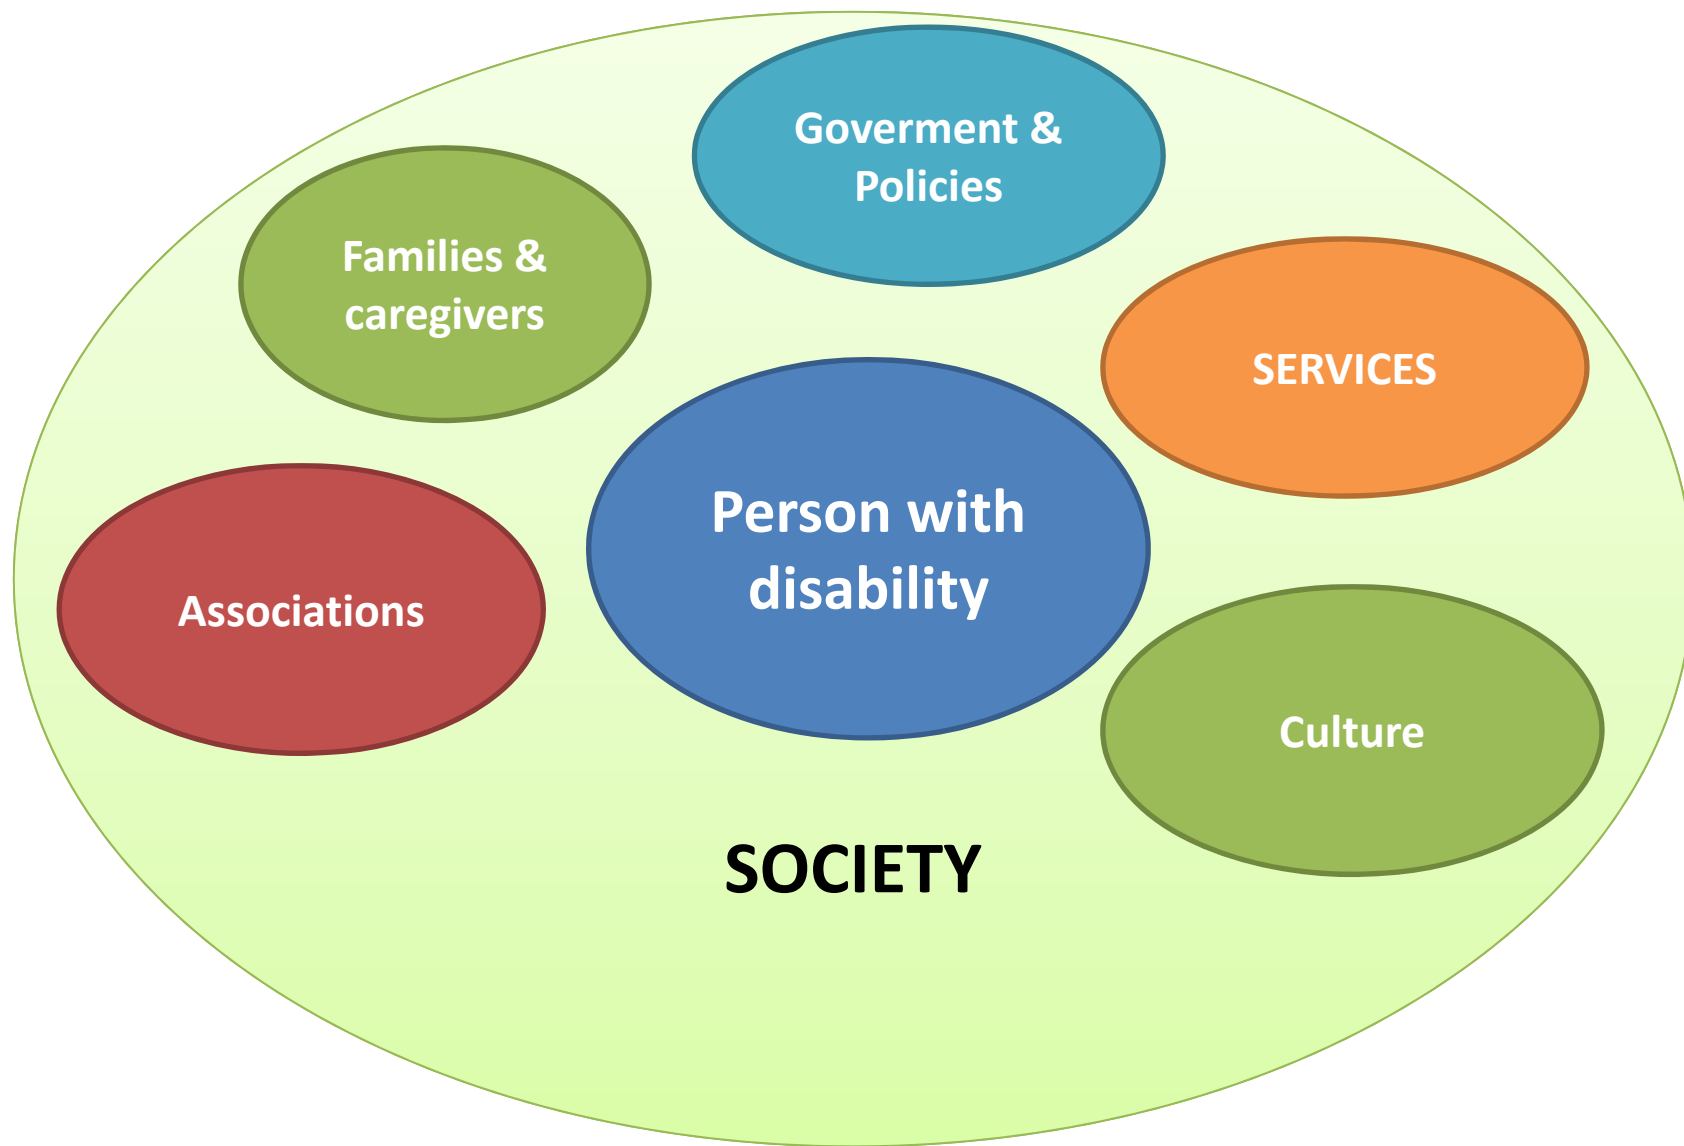 Goverment &
Policies
Families &
caregivers
SERVICES
Person with
disability
Associations
Culture
SOCIETY